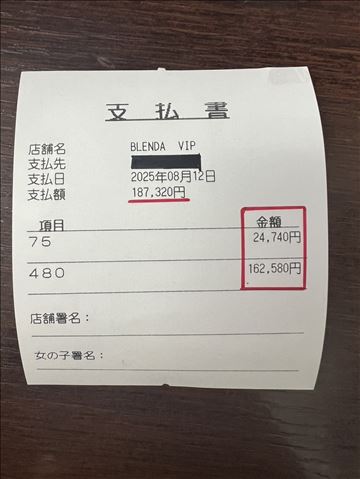 支払書
店舗名 BLENDA VIP
支払先
支払日 2025年08月12日
支払額 187,320円
項目 金額
75 24,740円
480 162,580円
店舗署名：
女の子署名：